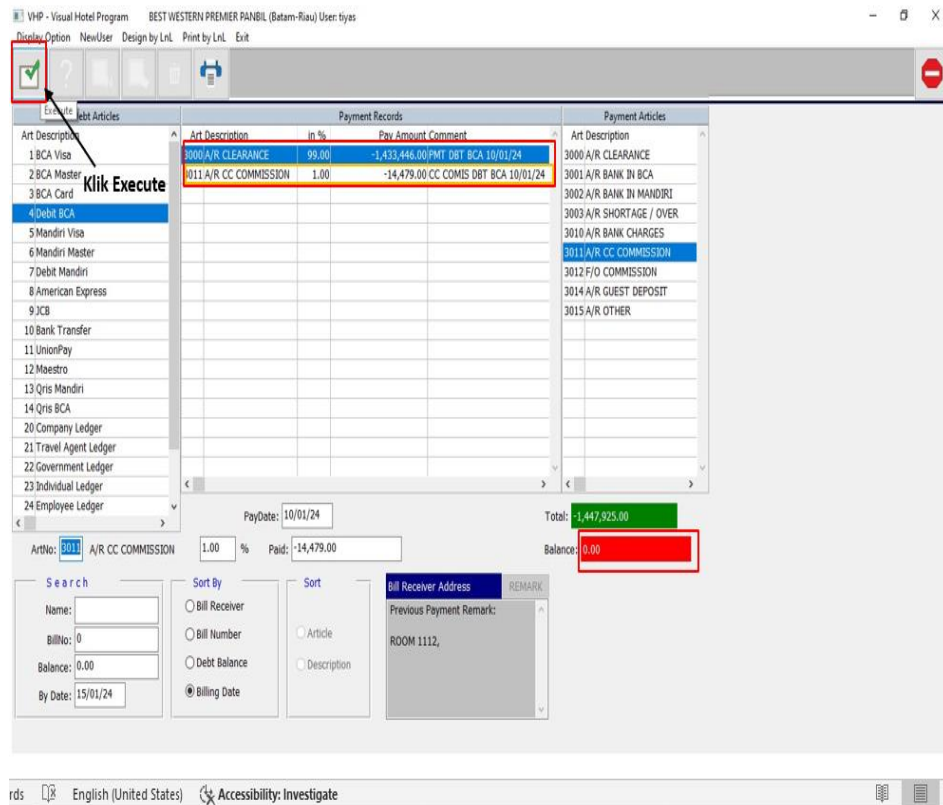 VHP - Visual Hotel Program BEST WESTERN PREMIER PANBIL (Batam-Riau) User: tiyas
Display Option NewUser Design by LnL Print by LnL Exit
Execute
ebt Articles Payment Records Payment Articles
Art Description Art Description in % Pay Amount Comment Art Description
1 BCA Visa 3000 A/R CLEARANCE 99.00 -1,433,446.00 PMT DBT BCA 10/01/24 3000 A/R CLEARANCE
2 BCA Master 3011 A/R CC COMMISSION 1.00 -14,479.00 CC COMIS DBT BCA 10/01/24 3001 A/R BANK IN BCA
Klik Execute
3 BCA Card 3002 A/R BANK IN MANDIRI
4 Debit BCA 3003 A/R SHORTAGE / OVER
5 Mandiri Visa 3010 A/R BANK CHARGES
6 Mandiri Master 3011 A/R CC COMMISSION
7 Debit Mandiri 3012 F/O COMMISSION
8 American Express 3014 A/R GUEST DEPOSIT
9 JCB 3015 A/R OTHER
10 Bank Transfer
11 UnionPay
12 Maestro
13 Qris Mandiri
14 Qris BCA
20 Company Ledger
21 Travel Agent Ledger
22 Government Ledger
23 Individual Ledger
24 Employee Ledger
PayDate: 10/01/24 Total: -1,447,925.00
ArtNo: 3011 A/R CC COMMISSION 1.00 % Paid: -14,479.00 Balance: 0.00
Search Sort By Sort Bill Receiver Address REMARK
Name: Bill Receiver Previous Payment Remark:
BillNo: 0 Bill Number Article ROOM 1112,
Balance: 0.00 Debt Balance Description
By Date: 15/01/24 Billing Date
rds English (United States) Accessibility: Investigate